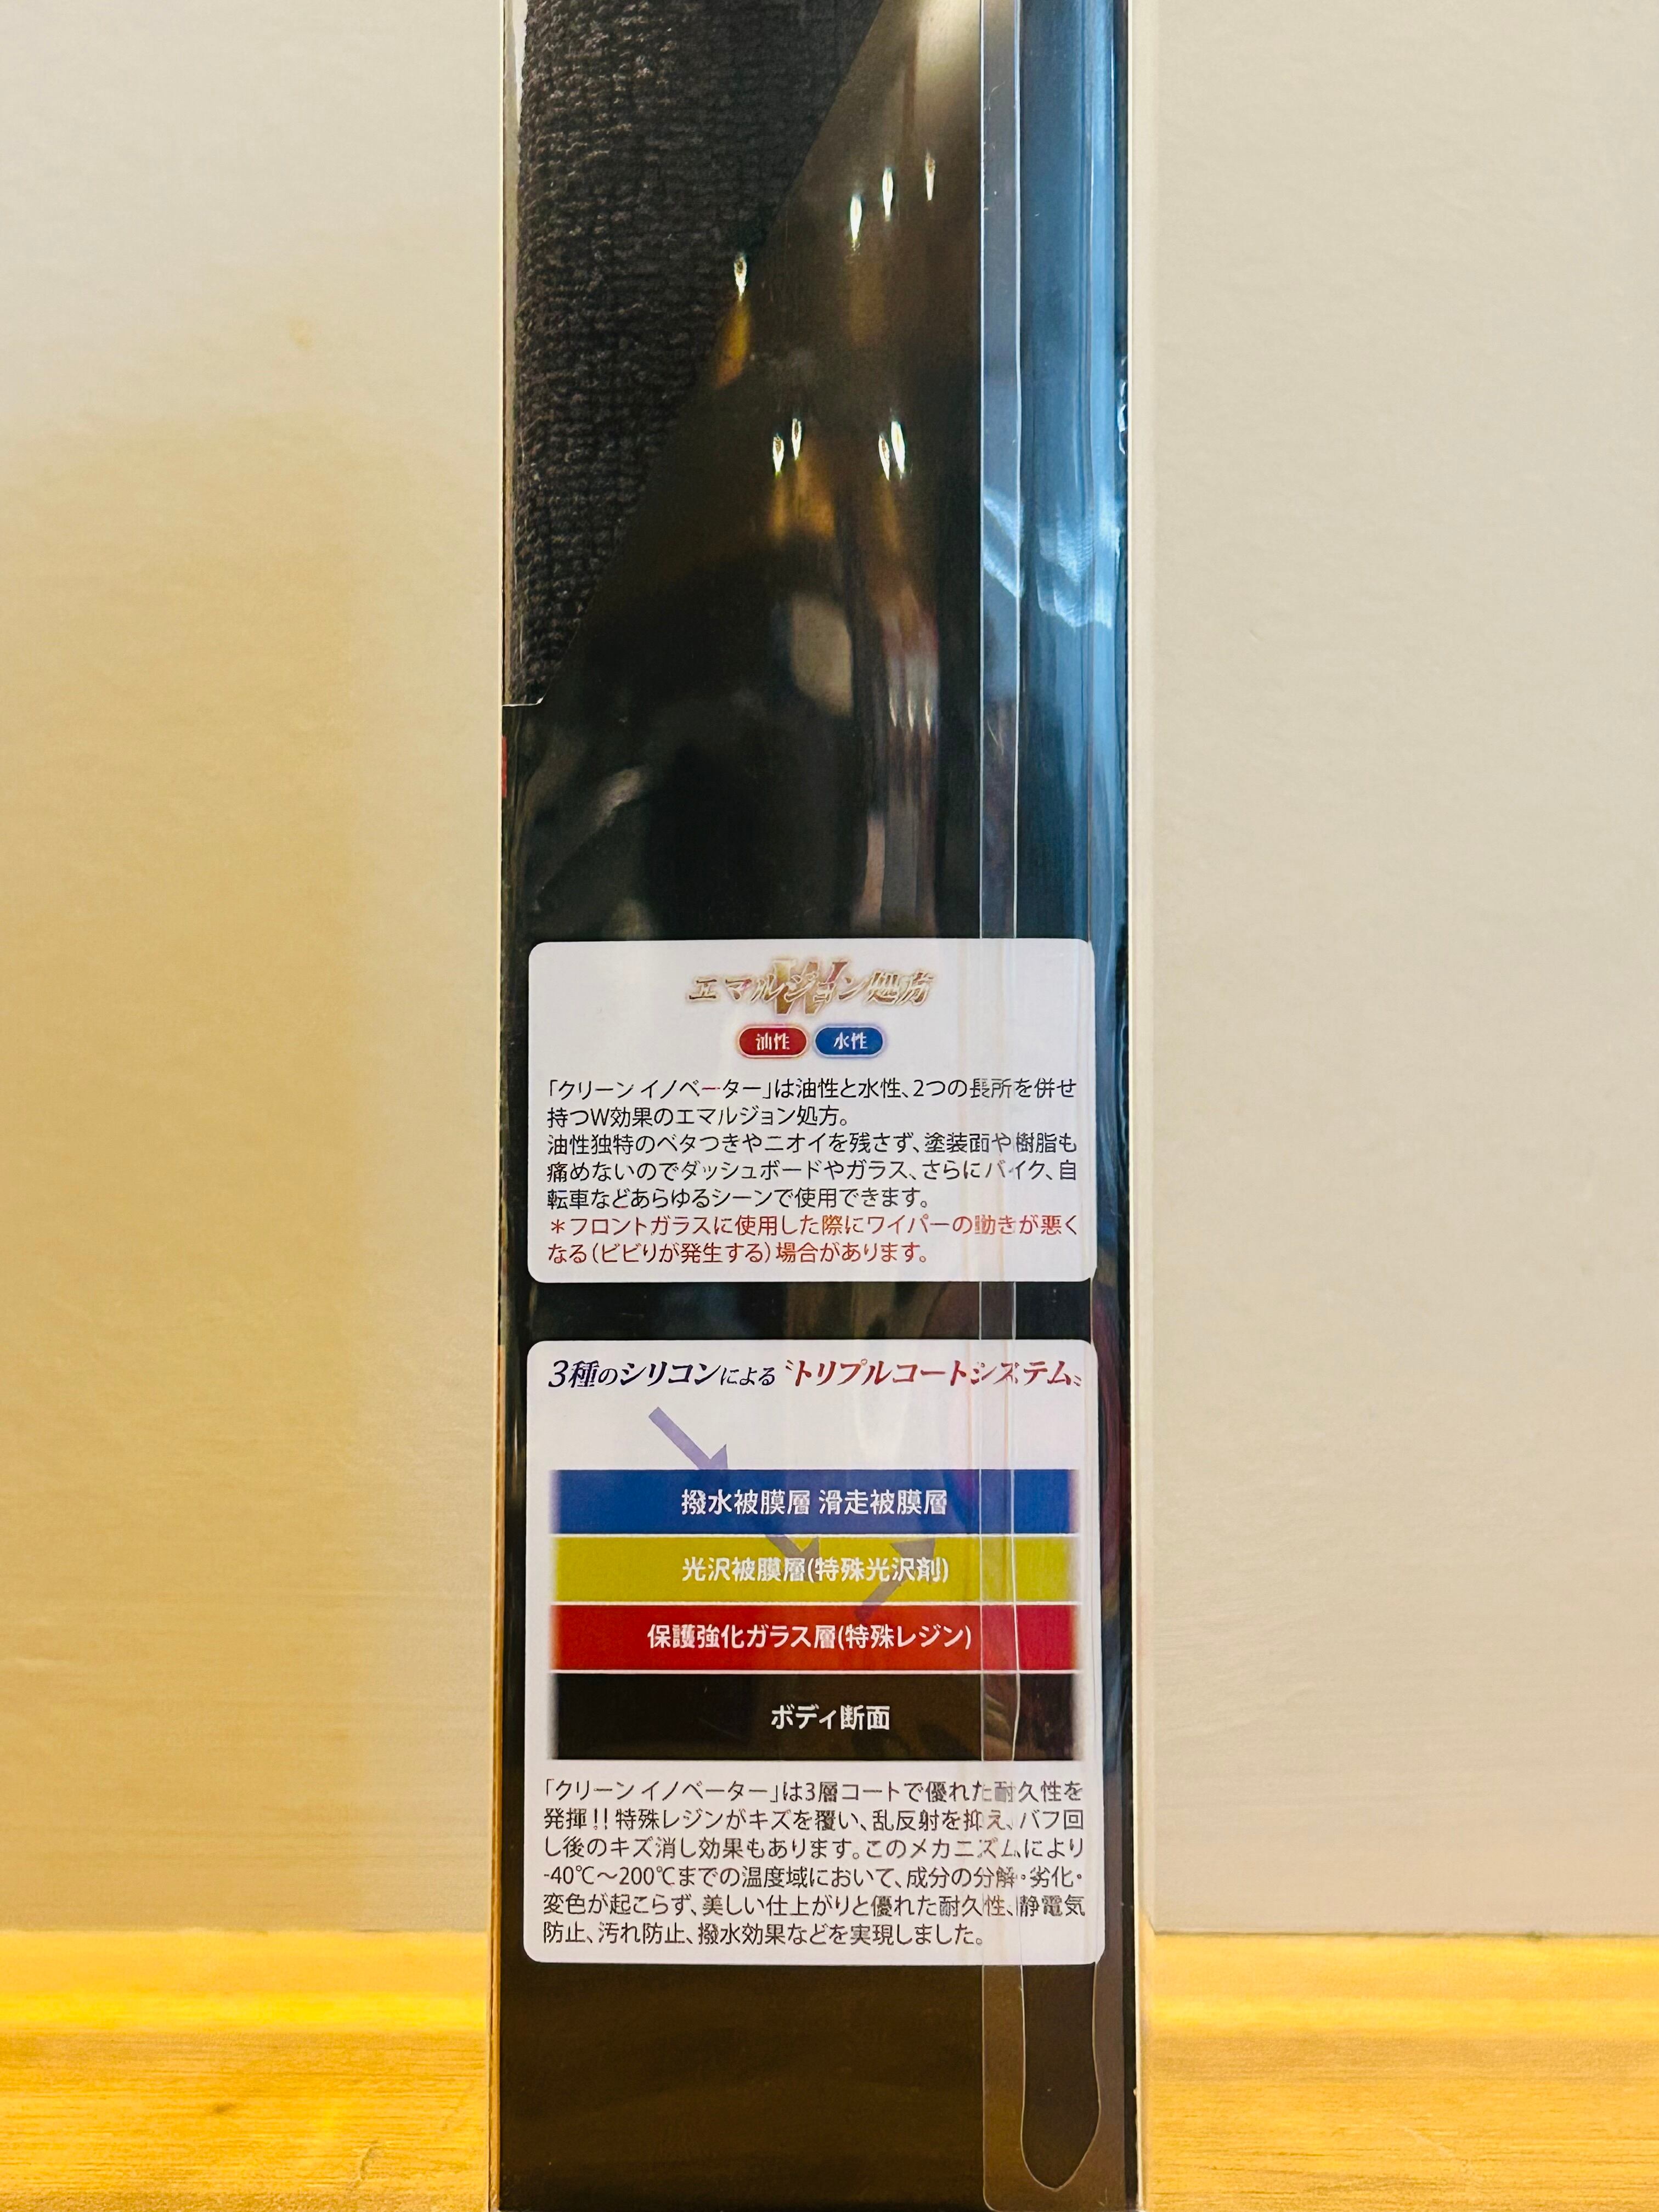 Wエマルジョン処方
油性 水性
「クリーン イノベーター」は油性と水性、2つの長所を併せ
持つW効果のエマルジョン処方。
油性独特のベタつきやニオイを残さず、塗装面や樹脂も
痛めないのでダッシュボードやガラス、さらにバイク、自
転車などあらゆるシーンで使用できます。
＊フロントガラスに使用した際にワイパーの動きが悪く
なる(ビビリが発生する)場合があります。
3種のシリコンによる〝トリプルコートシステム〟
撥水被膜層 滑走被膜層
光沢被膜層(特殊光沢剤)
保護強化ガラス層(特殊レジン)
ボディ断面
「クリーン イノベーター」は3層コートで優れた耐久性を
発揮!!特殊レジンがキズを覆い、乱反射を抑え、バフ回
し後のキズ消し効果もあります。このメカニズムにより
-40℃～200℃までの温度域において、成分の分解・劣化・
変色が起こらず、美しい仕上がりと優れた耐久性、静電気
防止、汚れ防止、撥水効果などを実現しました。